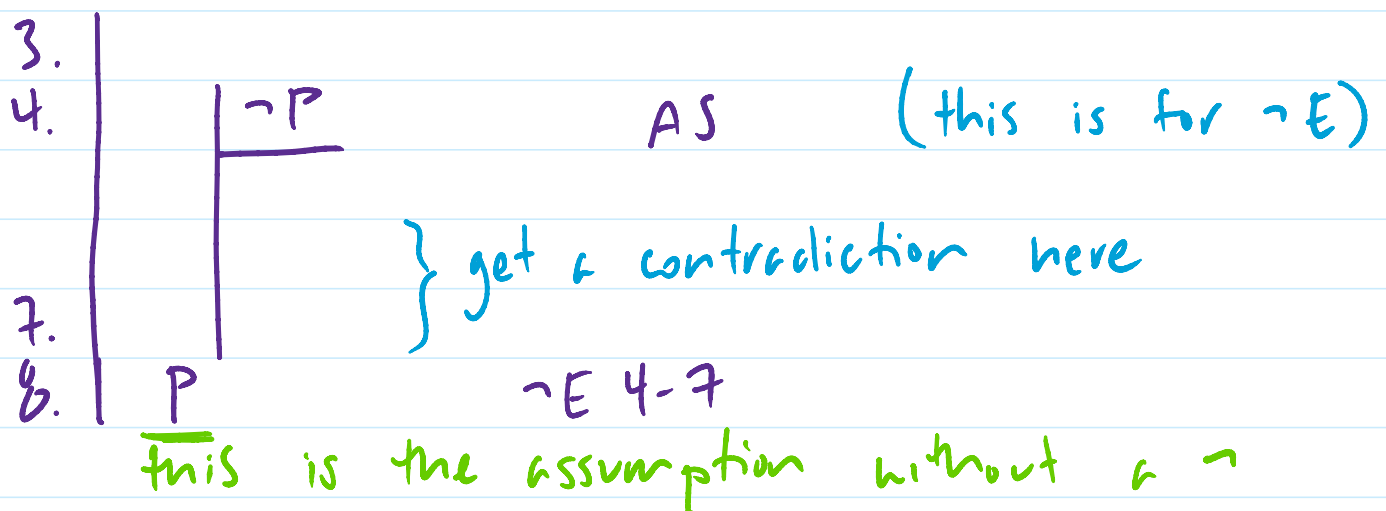 3.
4. ¬P AS (this is for ¬E)
} get a contradiction here
7.
8. P ¬E 4-7
this is the assumption without a ¬